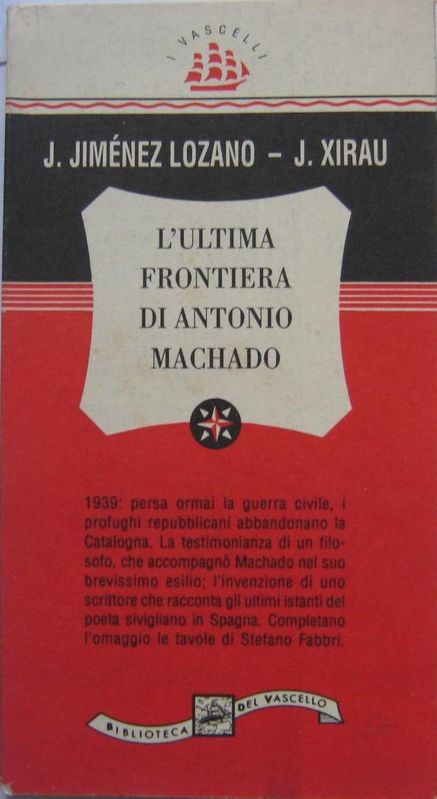 I VASCELLI
J. JIMÉNEZ LOZANO – J. XIRAU
L'ULTIMA
FRONTIERA
DI ANTONIO
MACHADO
1939: persa ormai la guerra civile, i
profughi repubblicani abbandonano la
Catalogna. La testimonianza di un filo-
sofo, che accompagnò Machado nel suo
brevissimo esilio; l'invenzione di uno
scrittore che racconta gli ultimi istanti del
poeta sivigliano in Spagna. Completano
l'omaggio le tavole di Stefano Fabbri.
BIBLIOTECA DEL VASCELLO